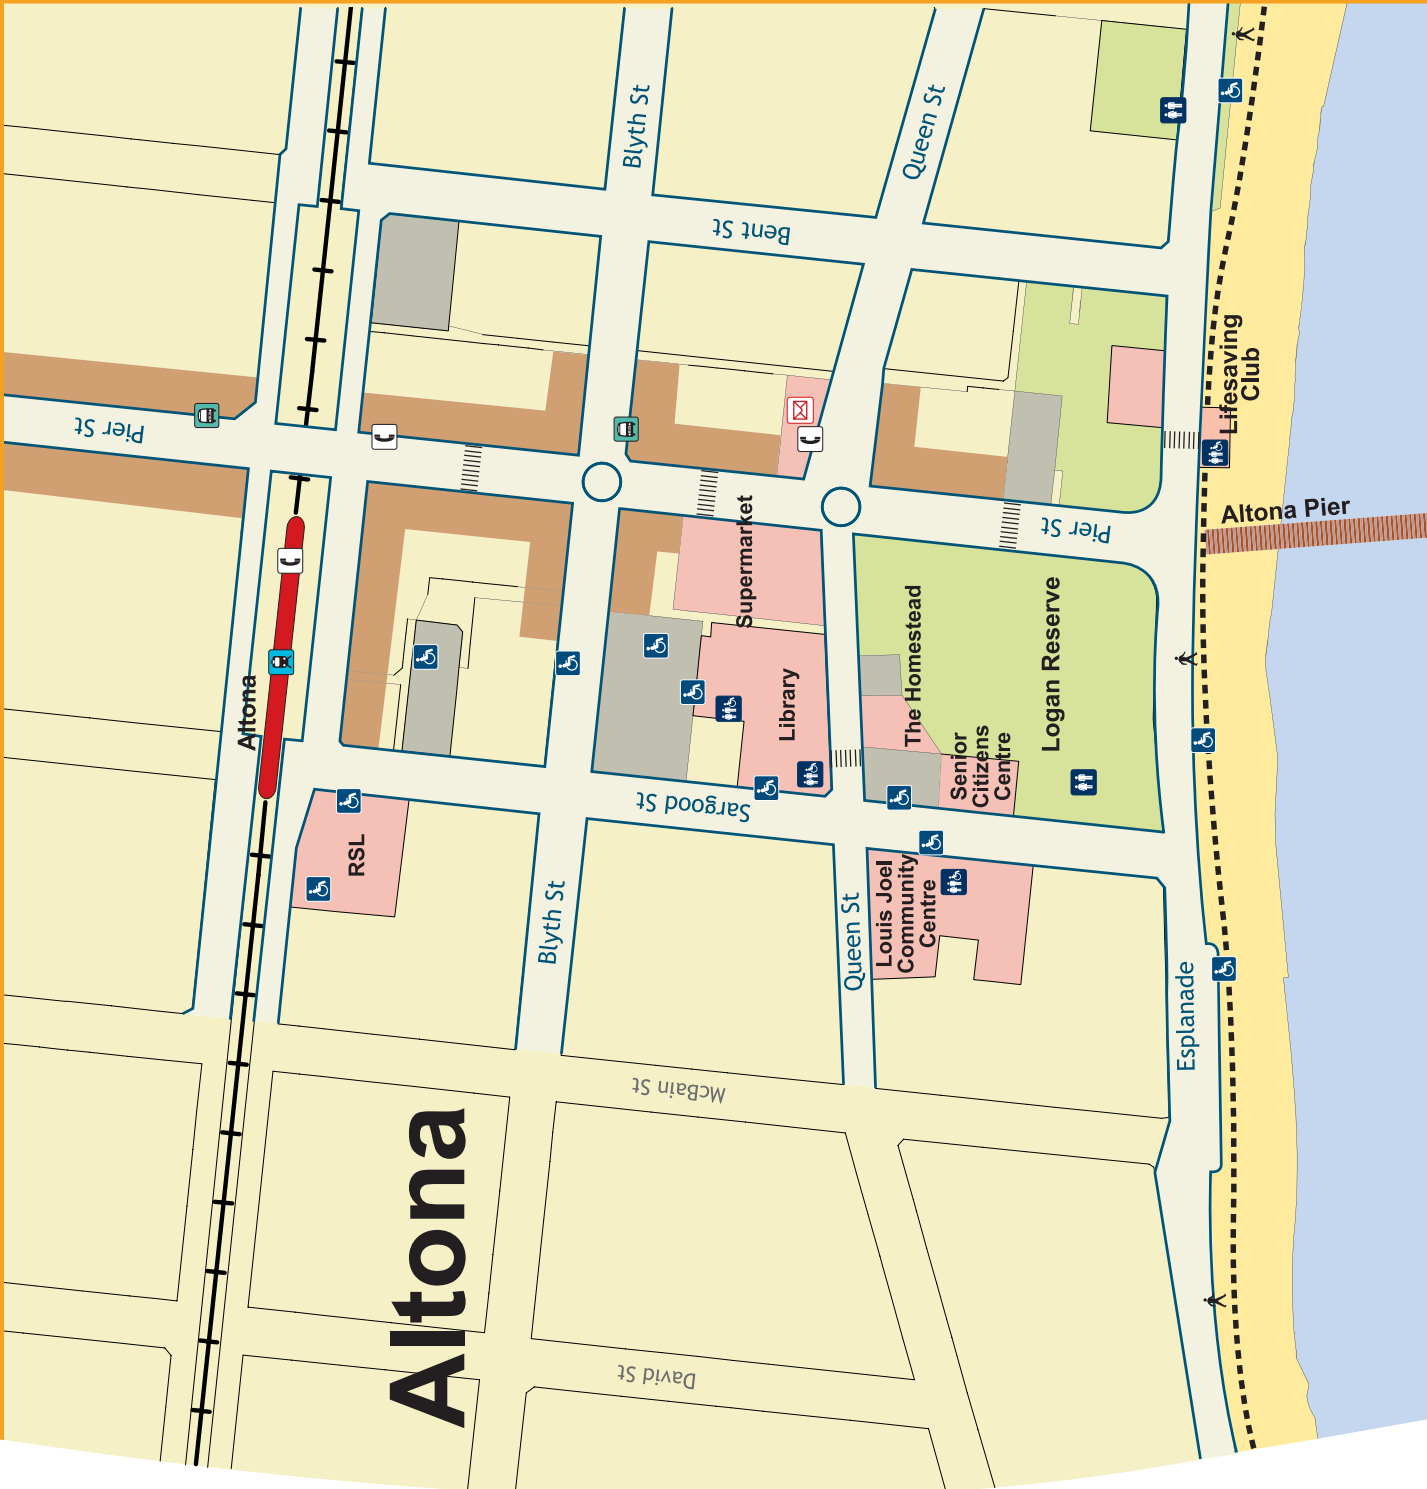 Blyth St
Queen St
Bent St
Lifesaving
Club
Pier St
Altona Pier
Pier St
Supermarket
The Homestead
Logan Reserve
Altona
Library
Senior
Citizens
Centre
Sargood St
RSL
Blyth St
Queen St
Louis Joel
Community
Centre
Esplanade
McBain St
Altona
David St